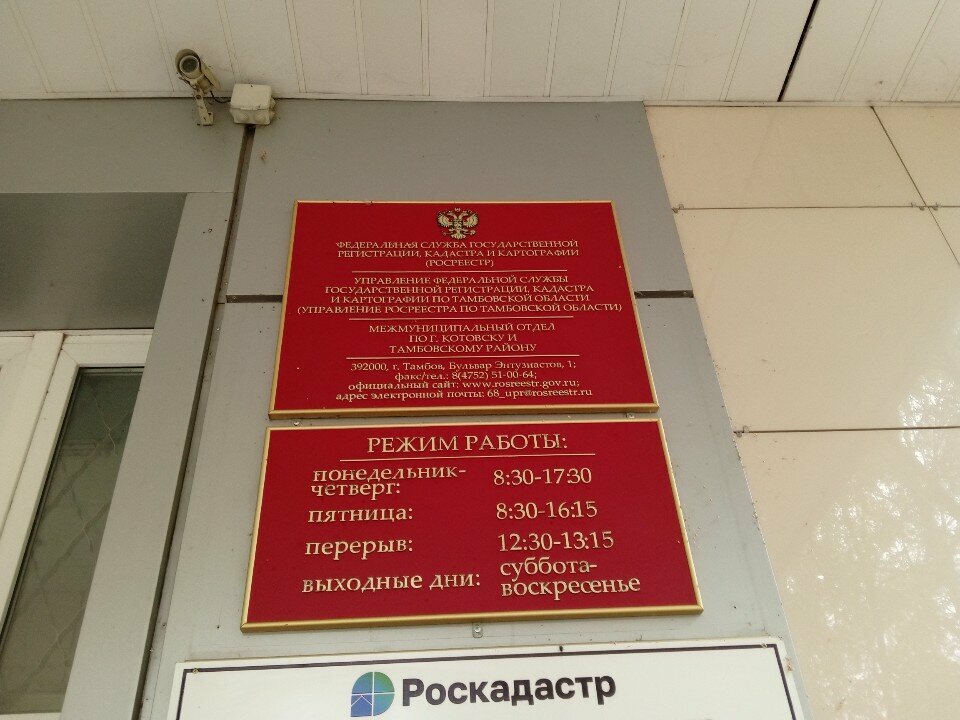 ФЕДЕРАЛЬНАЯ СЛУЖБА ГОСУДАРСТВЕННОЙ
РЕГИСТРАЦИИ, КАДАСТРА И КАРТОГРАФИИ
(РОСРЕЕСТР)
УПРАВЛЕНИЕ ФЕДЕРАЛЬНОЙ СЛУЖБЫ
ГОСУДАРСТВЕННОЙ РЕГИСТРАЦИИ, КАДАСТРА
И КАРТОГРАФИИ ПО ТАМБОВСКОЙ ОБЛАСТИ
(УПРАВЛЕНИЕ РОСРЕЕСТРА ПО ТАМБОВСКОЙ ОБЛАСТИ)
МЕЖМУНИЦИПАЛЬНЫЙ ОТДЕЛ
ПО Г. КОТОВСКУ И
ТАМБОВСКОМУ РАЙОНУ
392000, г. Тамбов, Бульвар Энтузиастов, 1;
факс/тел.: 8(4752) 51-00-64;
официальный сайт: www.rosreestr.gov.ru;
адрес электронной почты: 68_upr@rosreestr.ru
РЕЖИМ РАБОТЫ:
понедельник-
четверг: 8:30-17:30
пятница: 8:30-16:15
перерыв: 12:30-13:15
выходные дни: суббота-
воскресенье
Роскадастр